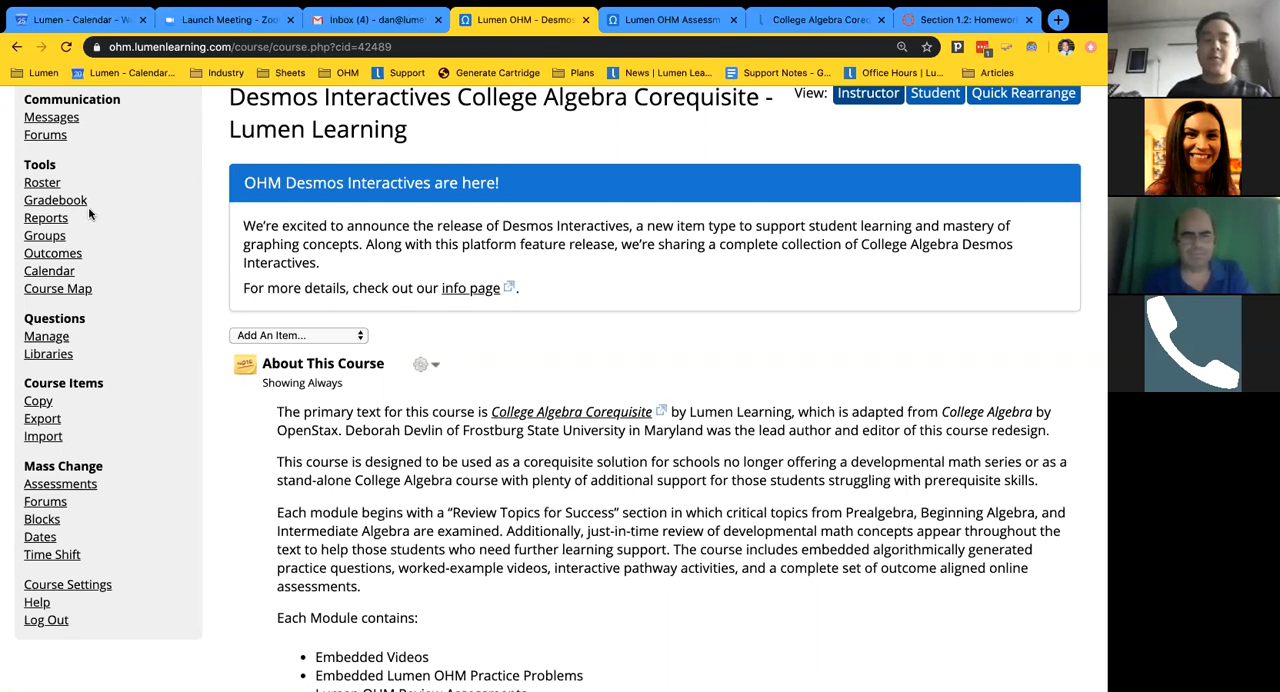 Lumen - Calendar - W
Launch Meeting - Zoo
Inbox (4) - dan@lume
Lumen OHM - Desmos
Lumen OHM Assessm
College Algebra Core
Section 1.2: Homewor
ohm.lumenlearning.com/course/course.php?cid=42489
Lumen
Lumen - Calendar...
Industry
Sheets
OHM
Support
Generate Cartridge
Plans
News | Lumen Lea...
Support Notes - G...
Office Hours | Lu...
Articles
Communication
Messages
Forums
Tools
Roster
Gradebook
Reports
Groups
Outcomes
Calendar
Course Map
Questions
Manage
Libraries
Course Items
Copy
Export
Import
Mass Change
Assessments
Forums
Blocks
Dates
Time Shift
Course Settings
Help
Log Out
Desmos Interactives College Algebra Corequisite -
Lumen Learning
View: Instructor Student Quick Rearrange
OHM Desmos Interactives are here!
We're excited to announce the release of Desmos Interactives, a new item type to support student learning and mastery of
graphing concepts. Along with this platform feature release, we're sharing a complete collection of College Algebra Desmos
Interactives.
For more details, check out our info page.
Add An Item...
NOTE
About This Course
Showing Always
The primary text for this course is College Algebra Corequisite by Lumen Learning, which is adapted from College Algebra by
OpenStax. Deborah Devlin of Frostburg State University in Maryland was the lead author and editor of this course redesign.
This course is designed to be used as a corequisite solution for schools no longer offering a developmental math series or as a
stand-alone College Algebra course with plenty of additional support for those students struggling with prerequisite skills.
Each module begins with a "Review Topics for Success" section in which critical topics from Prealgebra, Beginning Algebra, and
Intermediate Algebra are examined. Additionally, just-in-time review of developmental math concepts appear throughout the
text to help those students who need further learning support. The course includes embedded algorithmically generated
practice questions, worked-example videos, interactive pathway activities, and a complete set of outcome aligned online
assessments.
Each Module contains:
• Embedded Videos
• Embedded Lumen OHM Practice Problems
Lumen OHM Review Assessments